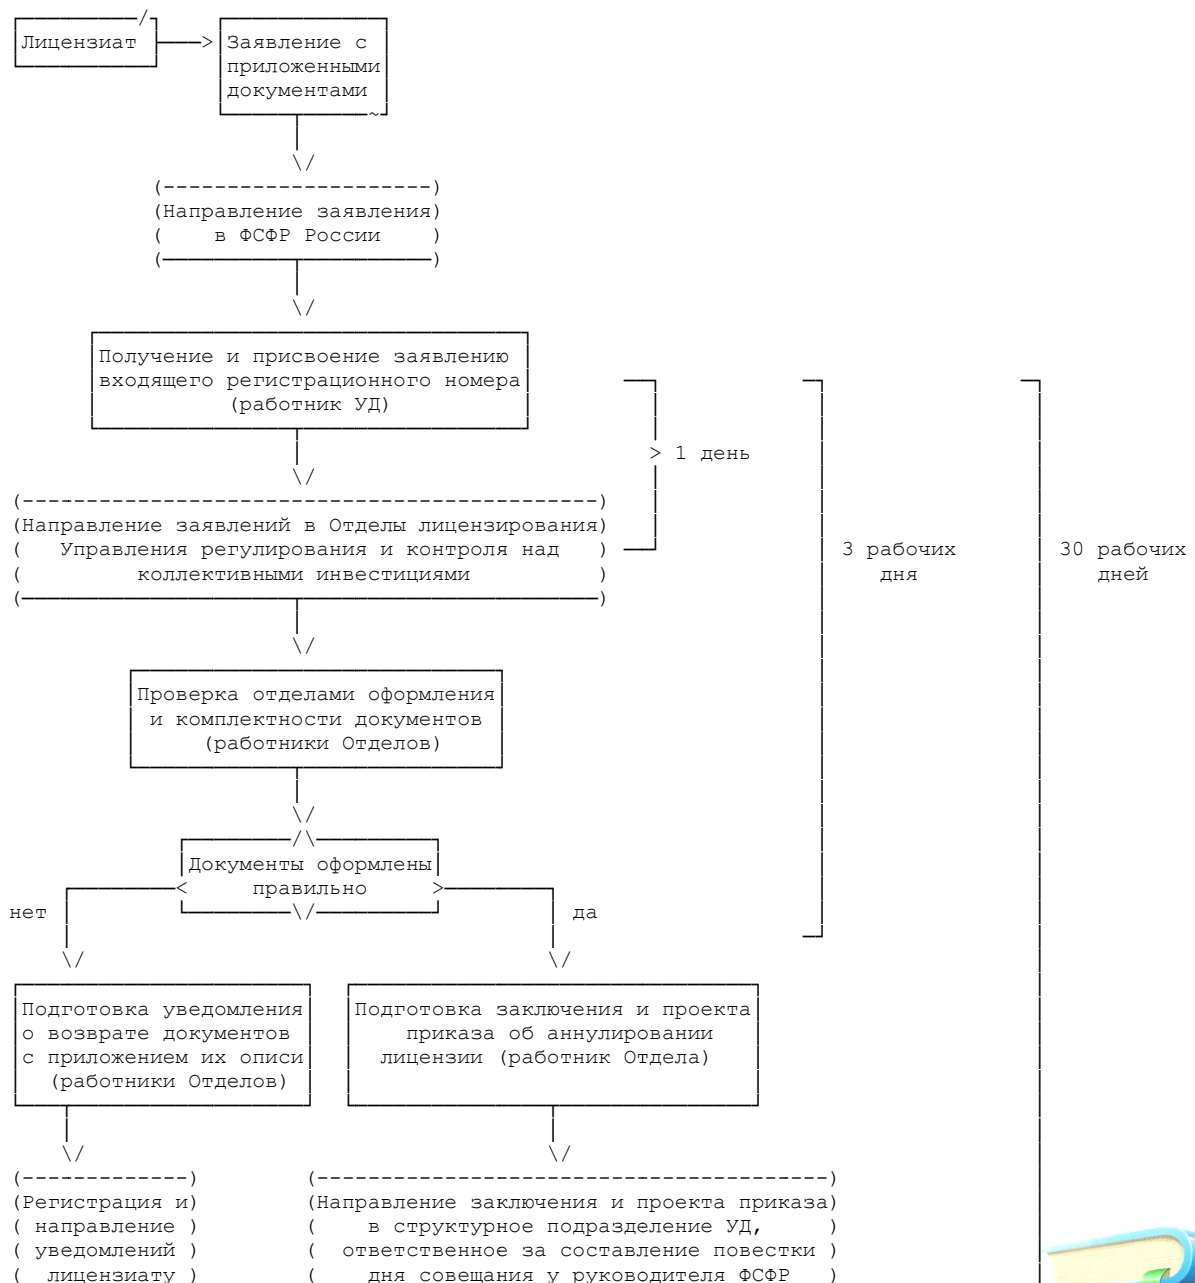 Лицензиат
Заявление с
приложенными
документами
(Направление заявления)
( в ФСФР России )
Получение и присвоение заявлению
входящего регистрационного номера
(работник УД)
> 1 день
(Направление заявлений в Отделы лицензирования)
( Управления регулирования и контроля над )
( коллективными инвестициями )
3 рабочих
дня
30 рабочих
дней
Проверка отделами оформления
и комплектности документов
(работники Отделов)
Документы оформлены
правильно
нет
да
Подготовка уведомления
о возврате документов
с приложением их описи
(работники Отделов)
Подготовка заключения и проекта
приказа об аннулировании
лицензии (работник Отдела)
(Регистрация и)
( направление )
( уведомлений )
( лицензиату )
(Направление заключения и проекта приказа)
( в структурное подразделение УД, )
( ответственное за составление повестки )
( дня совещания у руководителя ФСФР )